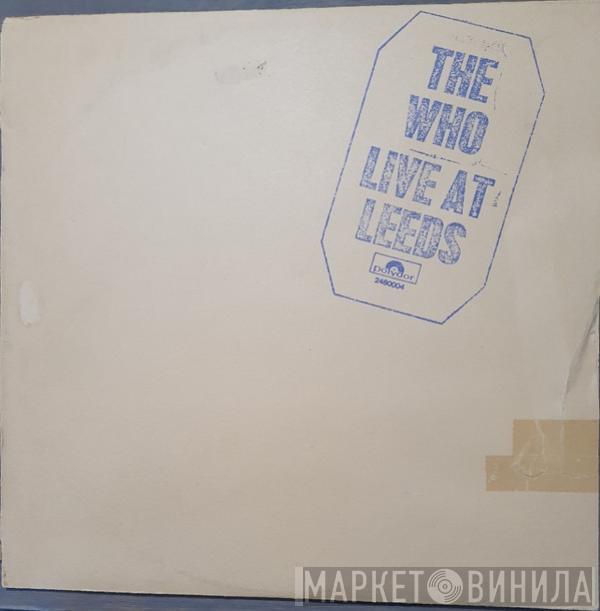 THE
WHO
LIVE AT
LEEDS
polydor
2480004
МАРКЕТ ВИНИЛА